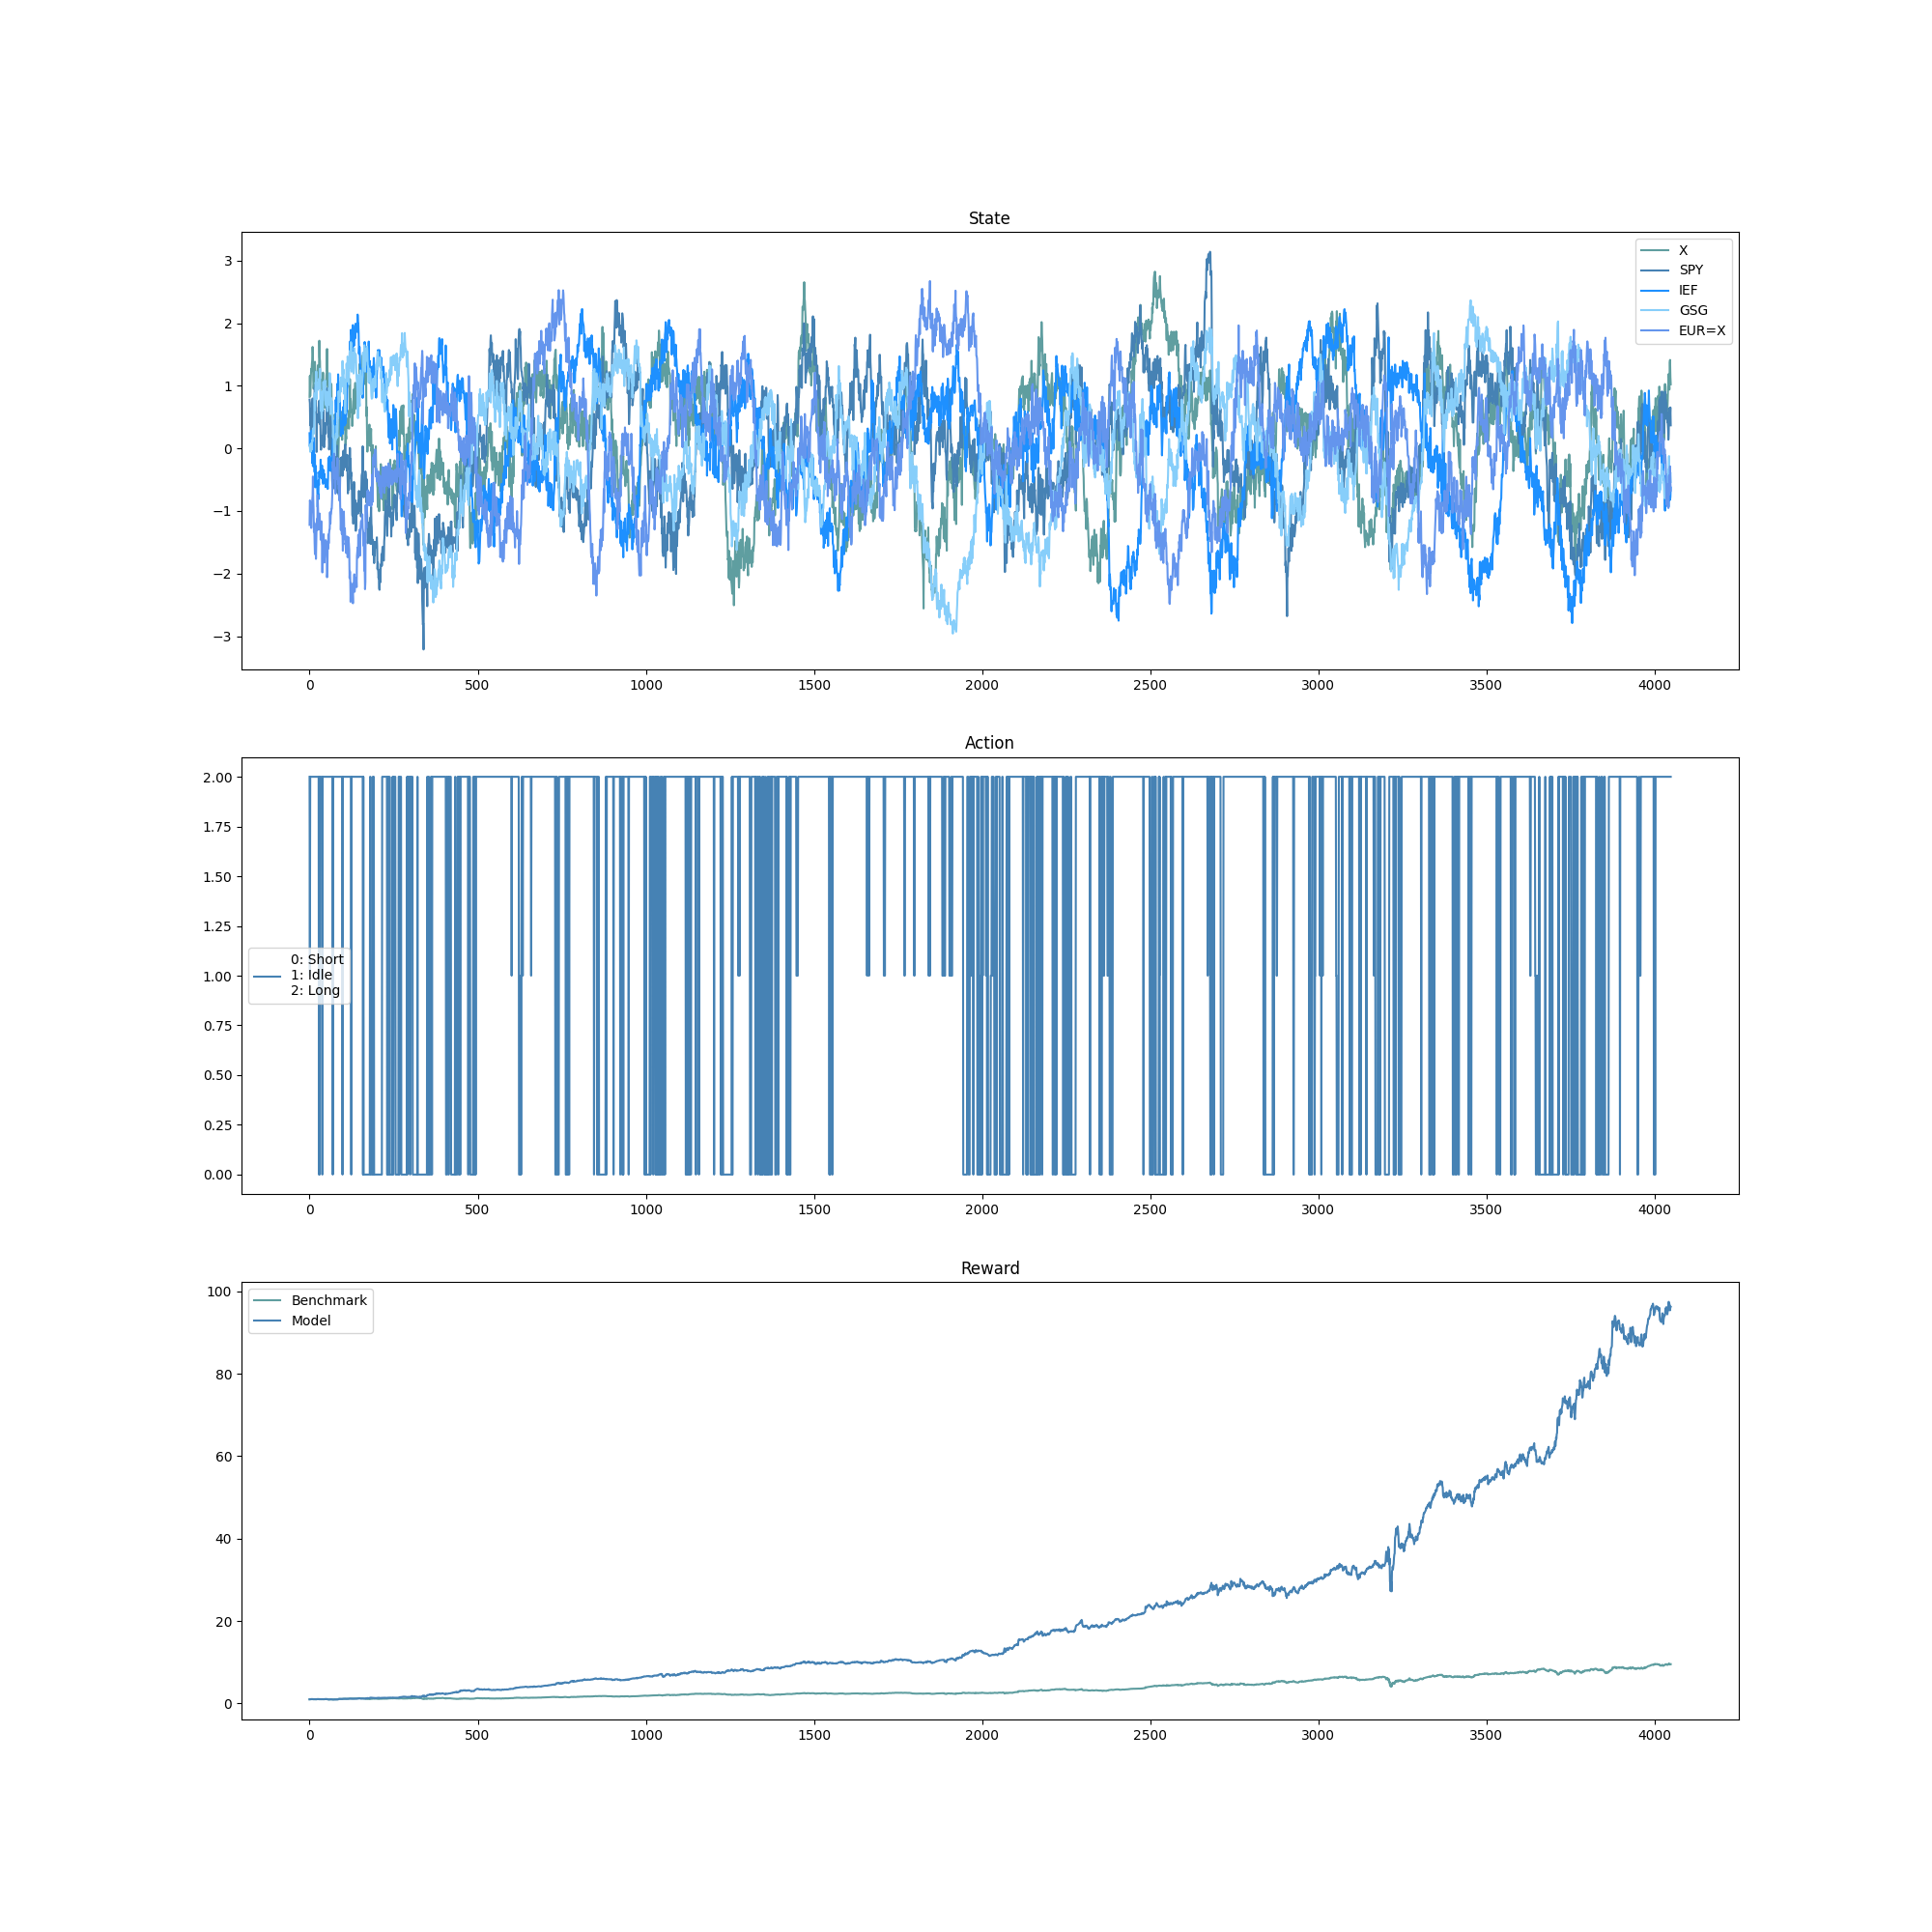 State
3
2
1
0
−1
−2
−3
X
SPY
IEF
GSG
EUR=X
0 500 1000 1500 2000 2500 3000 3500 4000
Action
2.00
1.75
1.50
1.25
1.00
0.75
0.50
0.25
0.00
0: Short
1: Idle
2: Long
0 500 1000 1500 2000 2500 3000 3500 4000
Reward
100
80
60
40
20
0
Benchmark
Model
0 500 1000 1500 2000 2500 3000 3500 4000